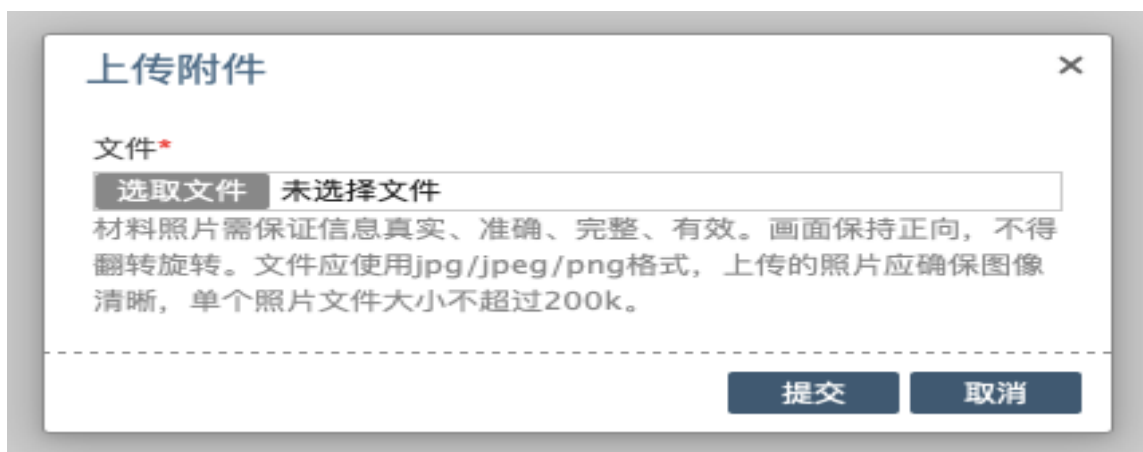 上传附件 ×
文件*
选取文件 未选择文件
材料照片需保证信息真实、准确、完整、有效。画面保持正向，不得
翻转旋转。文件应使用jpg/jpeg/png格式，上传的照片应确保图像
清晰，单个照片文件大小不超过200k。
提交 取消